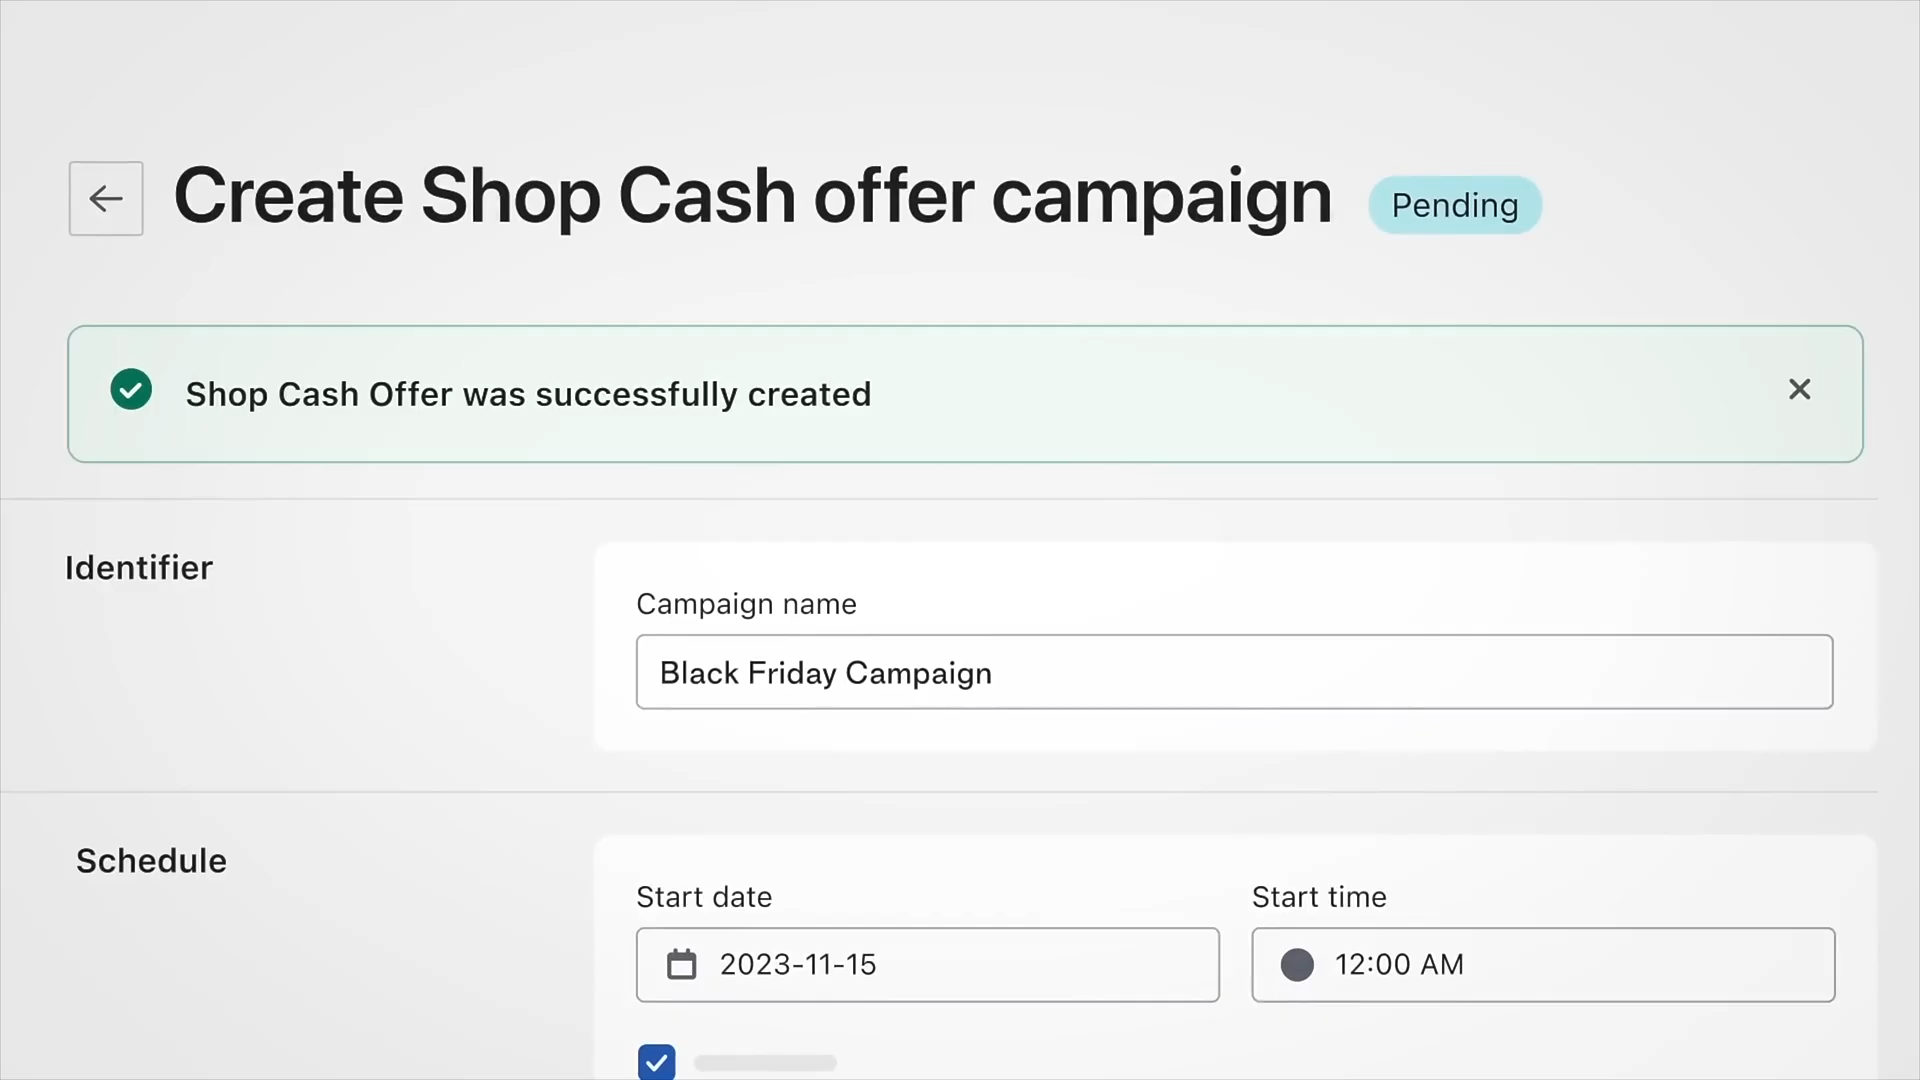 Create Shop Cash offer campaign
Pending
Shop Cash Offer was successfully created
Identifier
Campaign name
Black Friday Campaign
Schedule
Start date
Start time
2023-11-15
12:00 AM